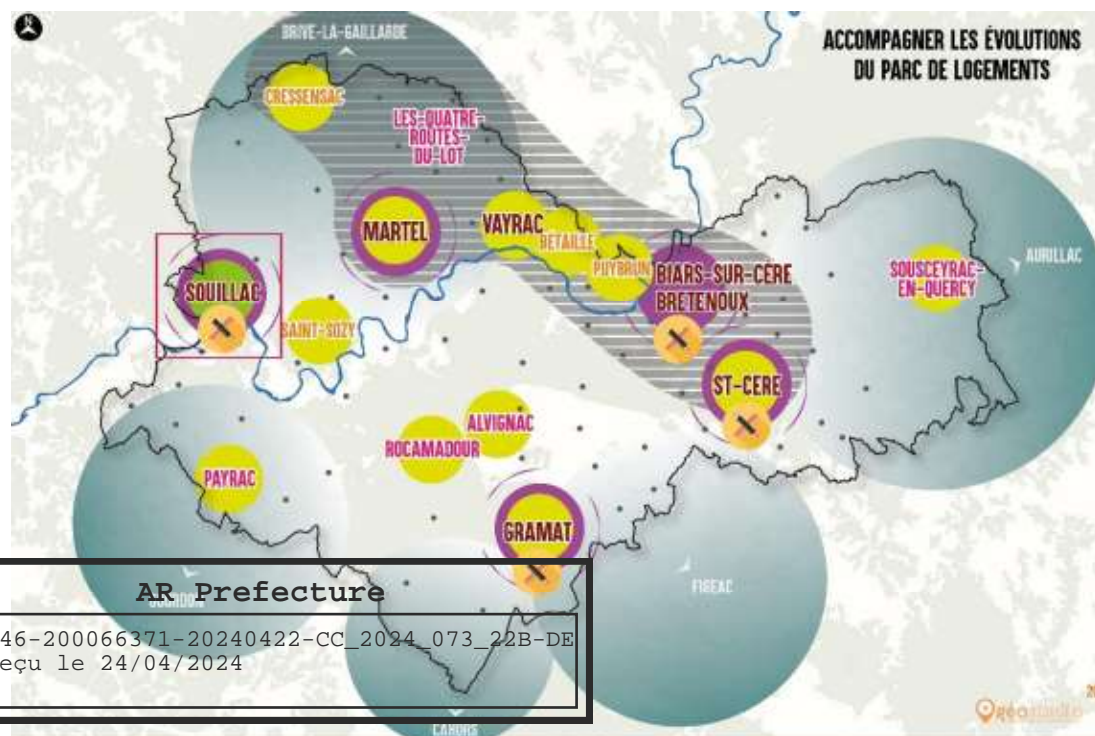 BRIVE-LA-GAILLARDE
ACCOMPAGNER LES ÉVOLUTIONS
DU PARC DE LOGEMENTS
CRESSENSAC
LES-QUATRE-
ROUTES-
DU-LOT
MARTEL
VAYRAC
BETAILLE
PUYBRUN
BIARS-SUR-CÈRE
BRETENOUX
SOUSCEYRAC-
EN-QUERCY
AURILLAC
SOUILLAC
SAINT-SOZY
ST-CERE
ALVIGNAC
ROCAMADOUR
PAYRAC
GRAMAT
FIGEAC
GOURDON
AR Prefecture
46-200066371-20240422-CC_2024_073_22B-DE
eçu le 24/04/2024
CAHORS